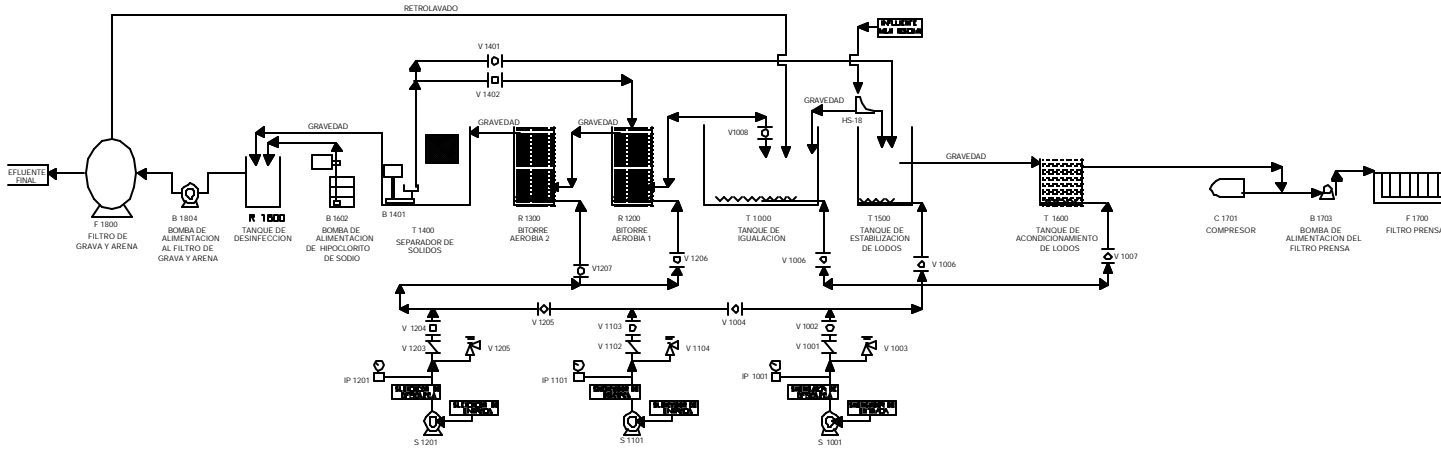 RETROLAVADO
INFLUENTE
V 1401
V 1402
GRAVEDAD
HS-18
GRAVEDAD
GRAVEDAD
GRAVEDAD
V1008
GRAVEDAD
EFLUENTE
FINAL
F 1800
FILTRO DE
GRAVA Y ARENA
B 1804
BOMBA DE
ALIMENTACION
AL FILTRO DE
GRAVA Y ARENA
R 1500
TANQUE DE
DESINFECCION
B 1602
BOMBA DE
ALIMENTACION
DE HIPOCLORITO
DE SODIO
B 1401
T 1400
SEPARADOR DE
SOLIDOS
R 1300
BITORRE
AEROBIA 2
R 1200
BITORRE
AEROBIA 1
T 1000
TANQUE DE
IGUALACION
T 1500
TANQUE DE
ESTABILIZACION
DE LODOS
T 1600
TANQUE DE
ACONDICIONAMIENTO
DE LODOS
C 1701
COMPRESOR
B 1703
BOMBA DE
ALIMENTACION DEL
FILTRO PRENSA
F 1700
FILTRO PRENSA
V1207
V 1206
V 1006
V 1006
V 1007
V 1205
V 1004
V 1204
V 1203
V 1205
IP 1201
V 1103
V 1102
V 1104
IP 1101
V 1002
V 1001
V 1003
IP 1001
S 1201
S 1101
S 1001